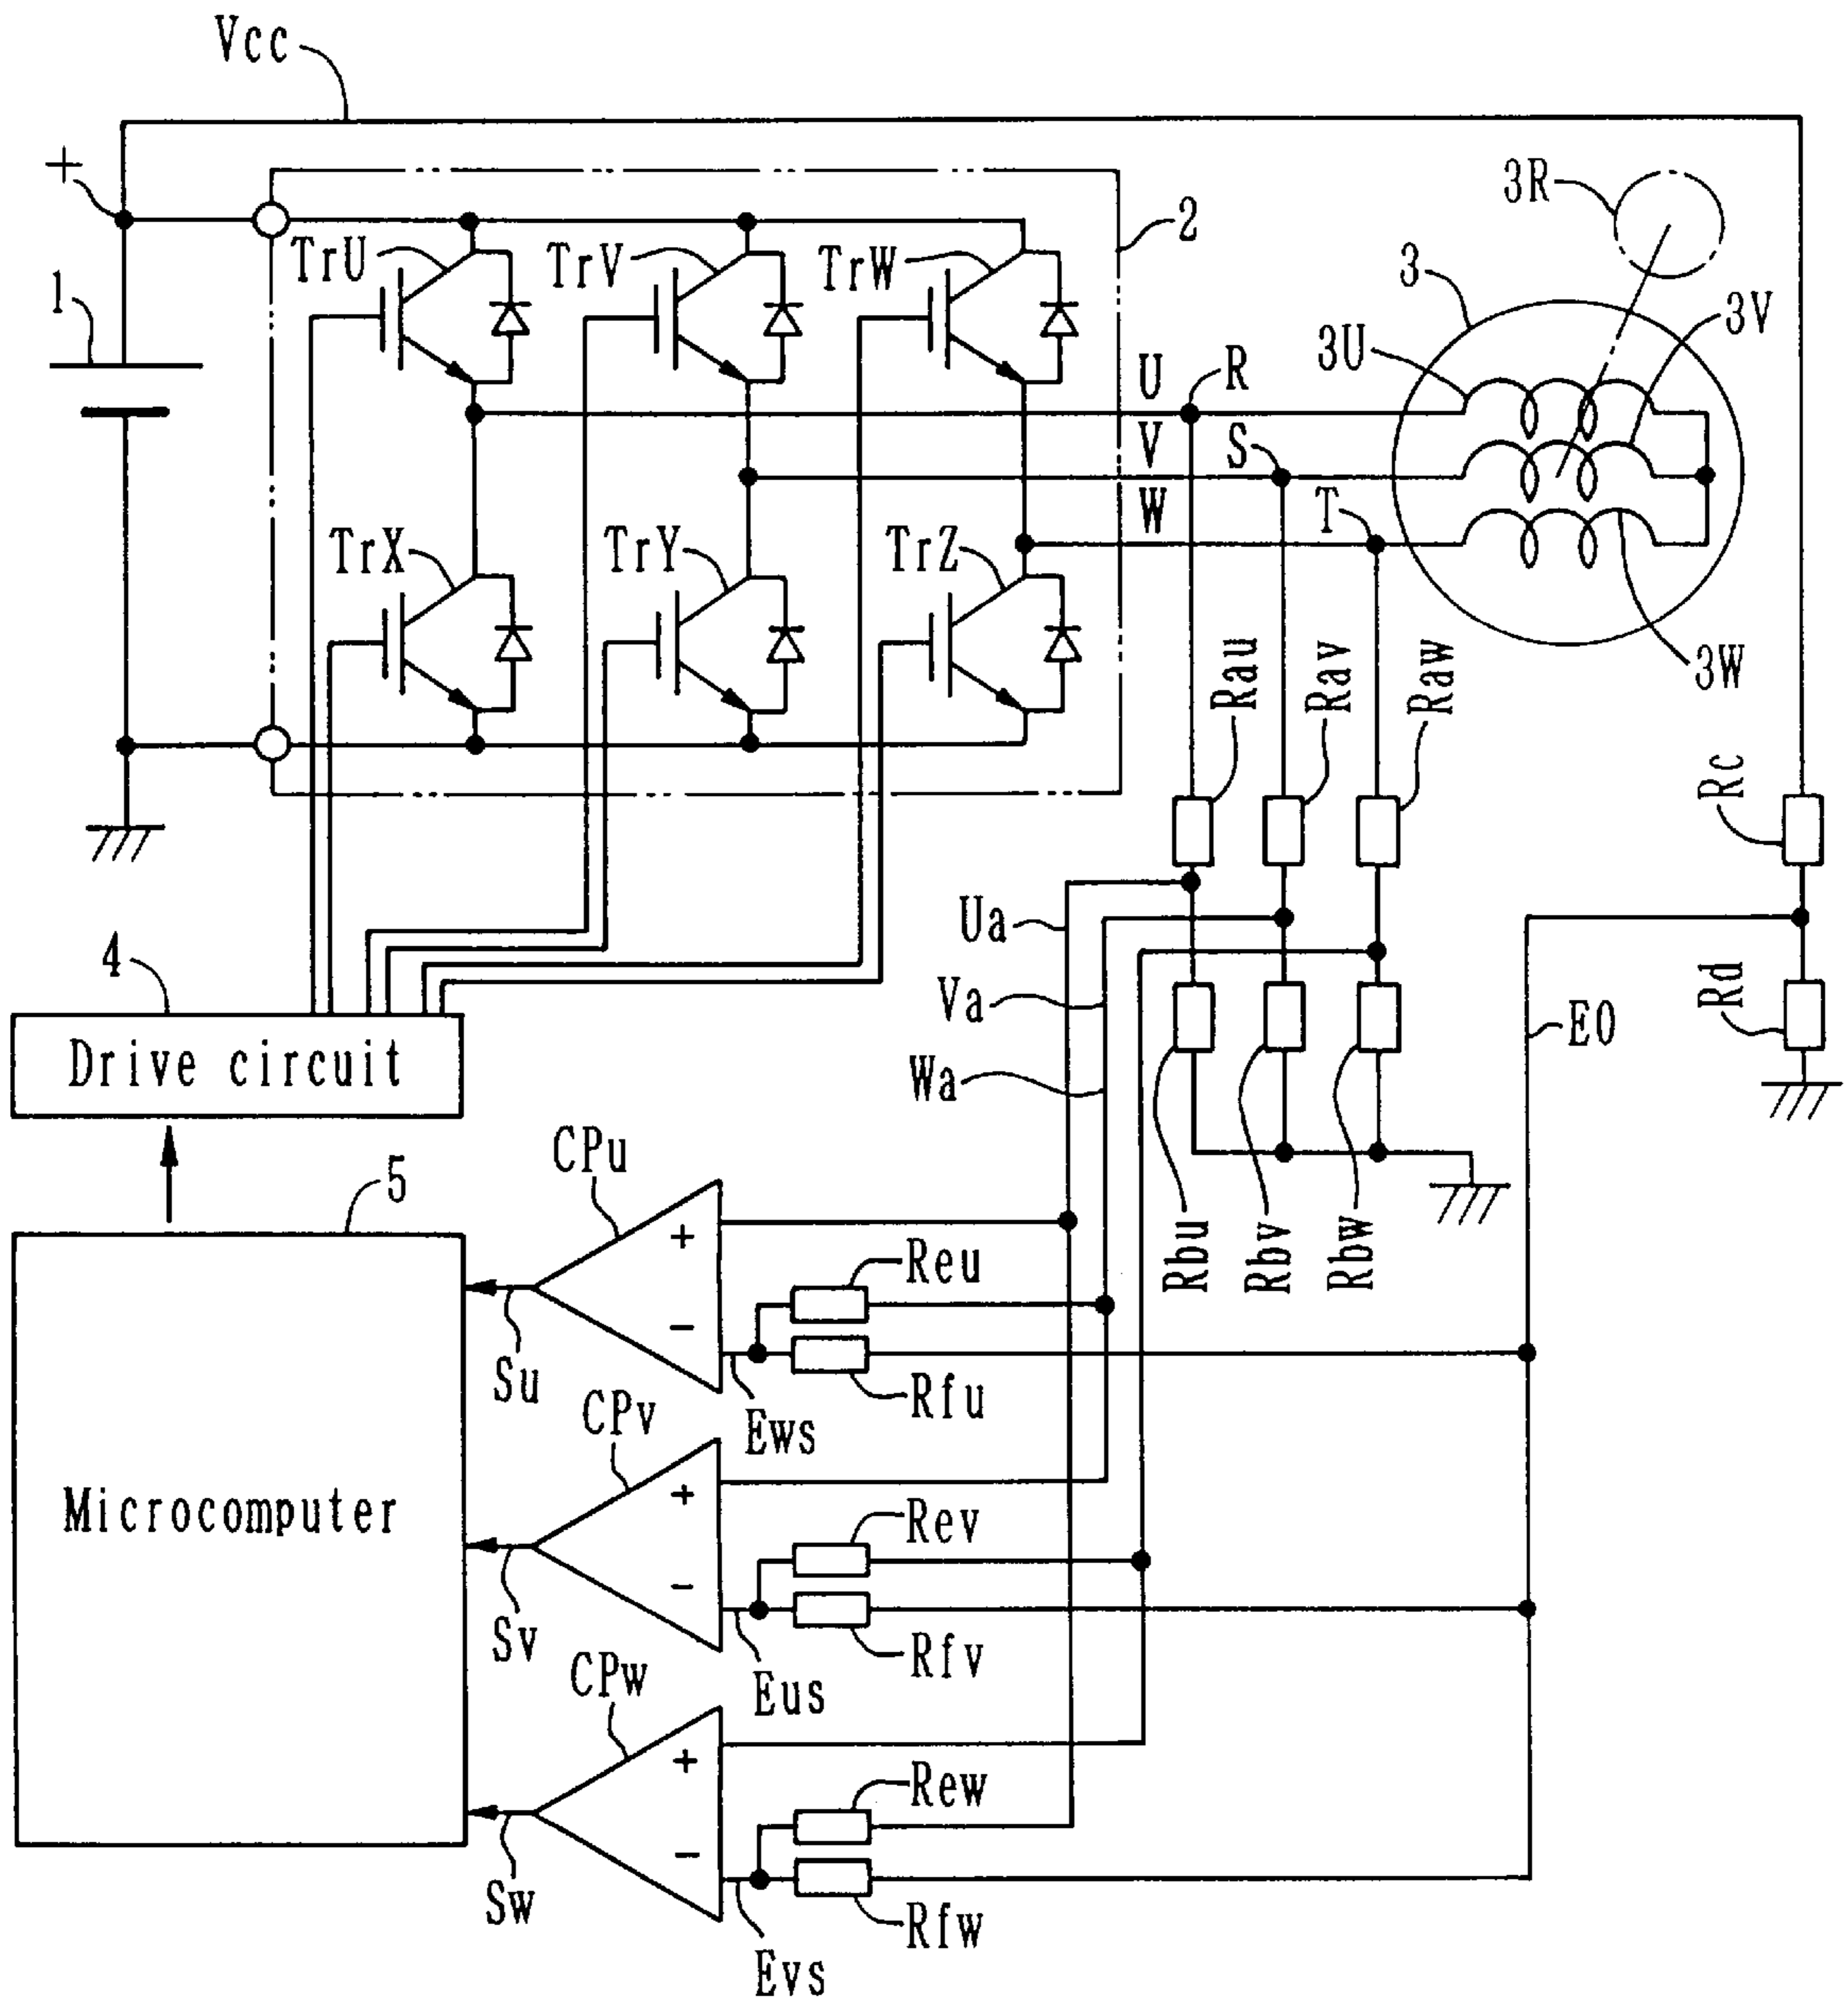 Vcc
+
2
3R
TrU
TrV
TrW
3
1
3V
3U
U
R
V
S
W
T
TrX
TrY
TrZ
3W
Rau
Rav
Raw
Rc
Ua
4
Va
Rd
E0
Drive circuit
Wa
CPu
5
+
Rbu
Rbv
Rbw
Reu
-
Su
Rfu
CPv
Ews
+
Microcomputer
Rev
-
Sv
Rfv
CPw
Eus
+
Rew
-
Sw
Rfw
Evs